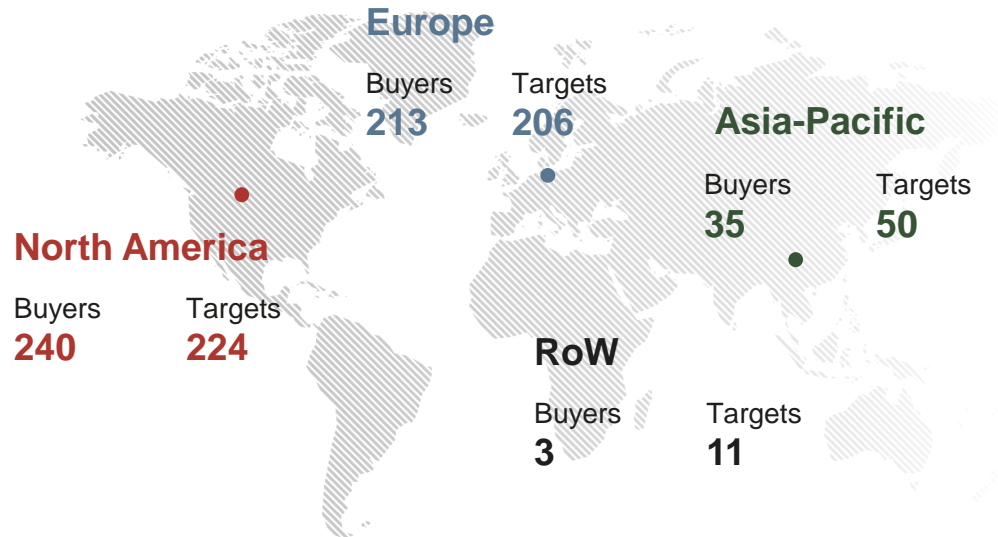 Europe
Buyers Targets
213 206
Asia-Pacific
Buyers Targets
35 50
North America
Buyers Targets
240 224
RoW
Buyers Targets
3 11